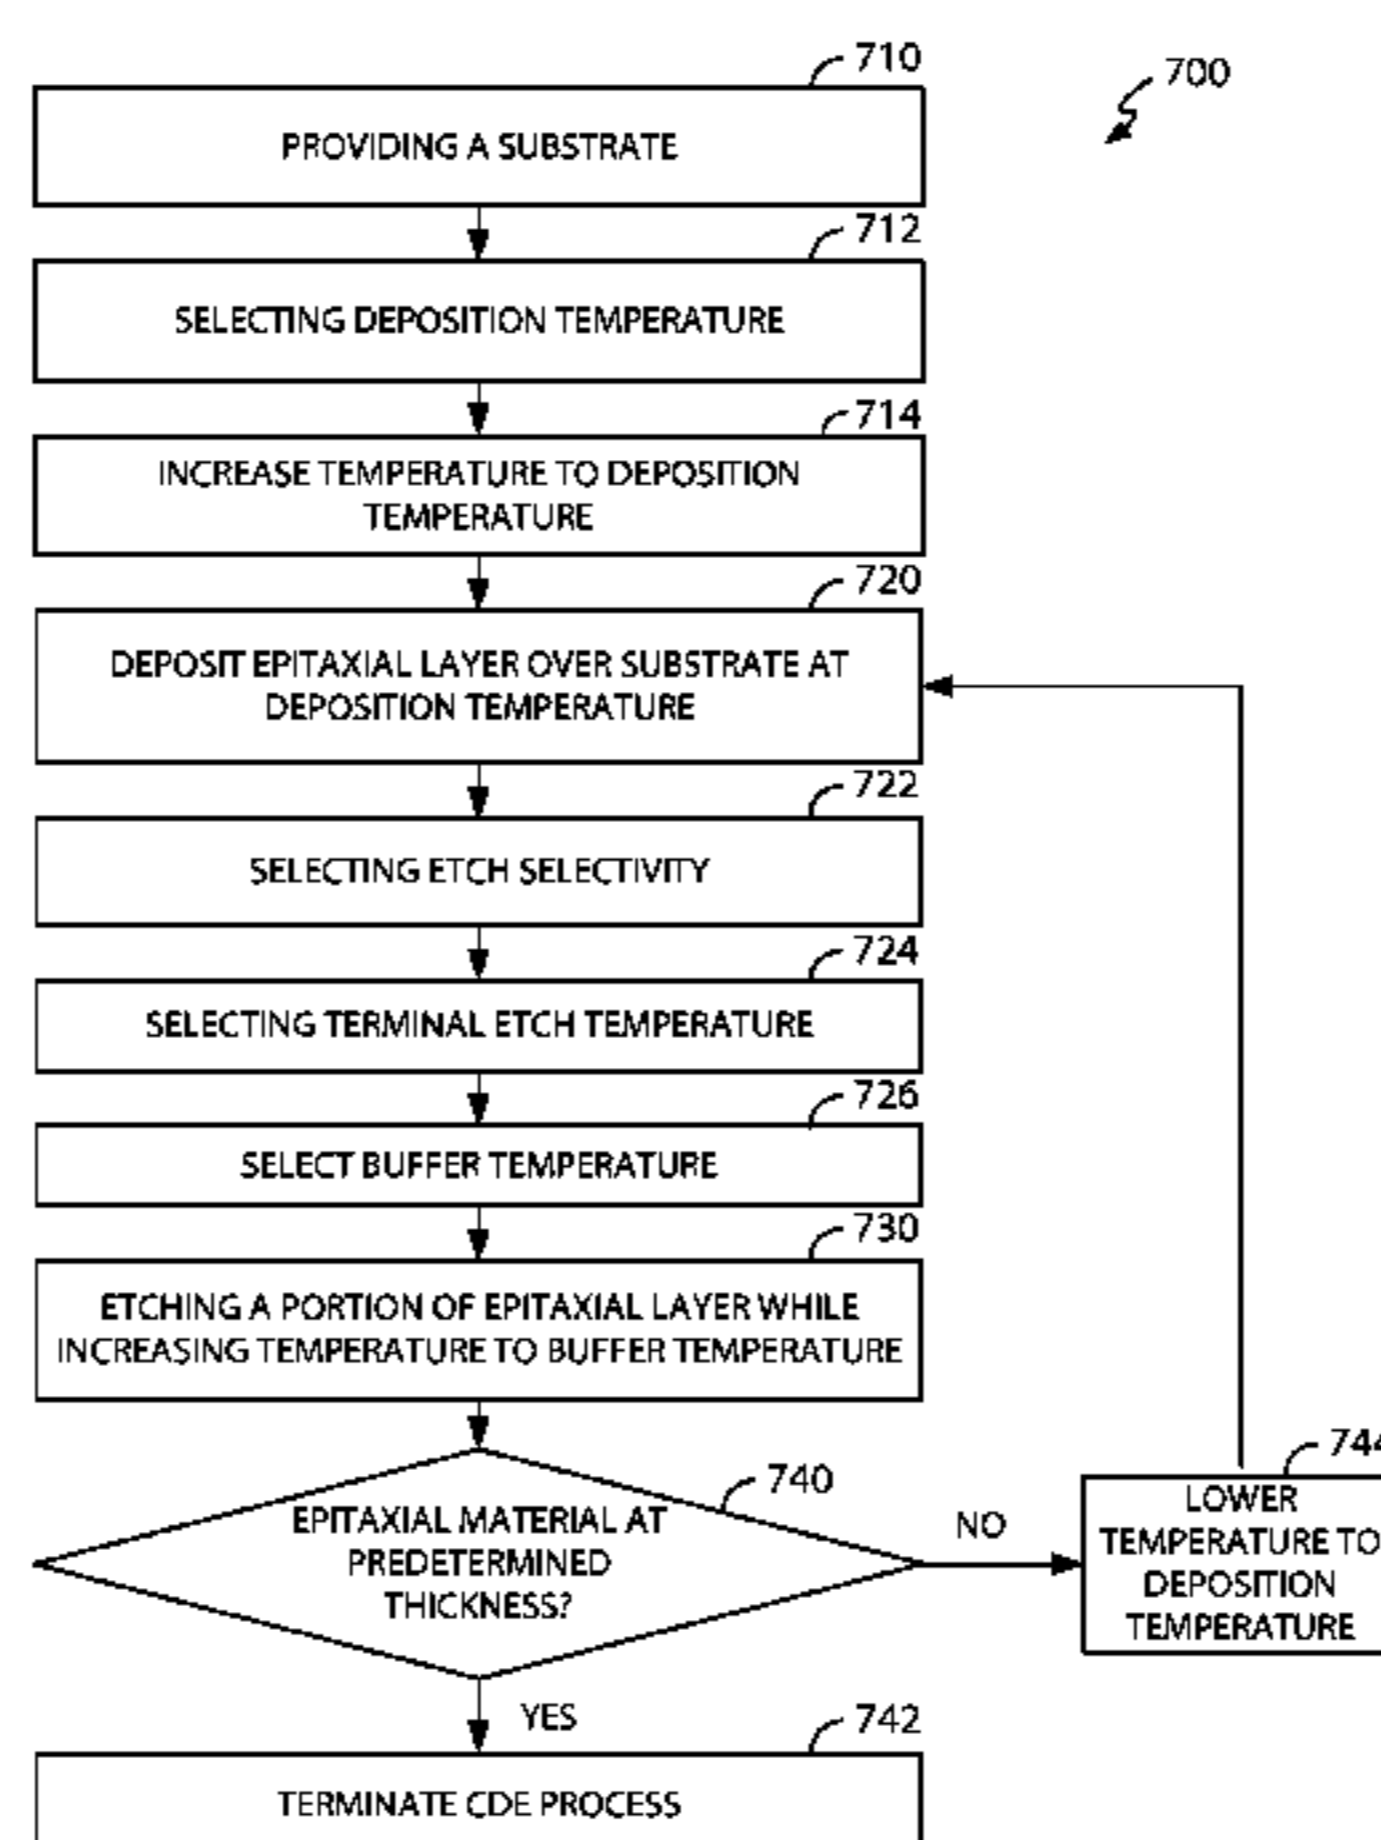 710
700
PROVIDING A SUBSTRATE
712
SELECTING DEPOSITION TEMPERATURE
714
INCREASE TEMPERATURE TO DEPOSITION
TEMPERATURE
720
DEPOSIT EPITAXIAL LAYER OVER SUBSTRATE AT
DEPOSITION TEMPERATURE
722
SELECTING ETCH SELECTIVITY
724
SELECTING TERMINAL ETCH TEMPERATURE
726
SELECT BUFFER TEMPERATURE
730
ETCHING A PORTION OF EPITAXIAL LAYER WHILE
INCREASING TEMPERATURE TO BUFFER TEMPERATURE
740
EPITAXIAL MATERIAL AT
PREDETERMINED
THICKNESS?
NO
744
LOWER
TEMPERATURE TO
DEPOSITION
TEMPERATURE
YES
742
TERMINATE CDE PROCESS